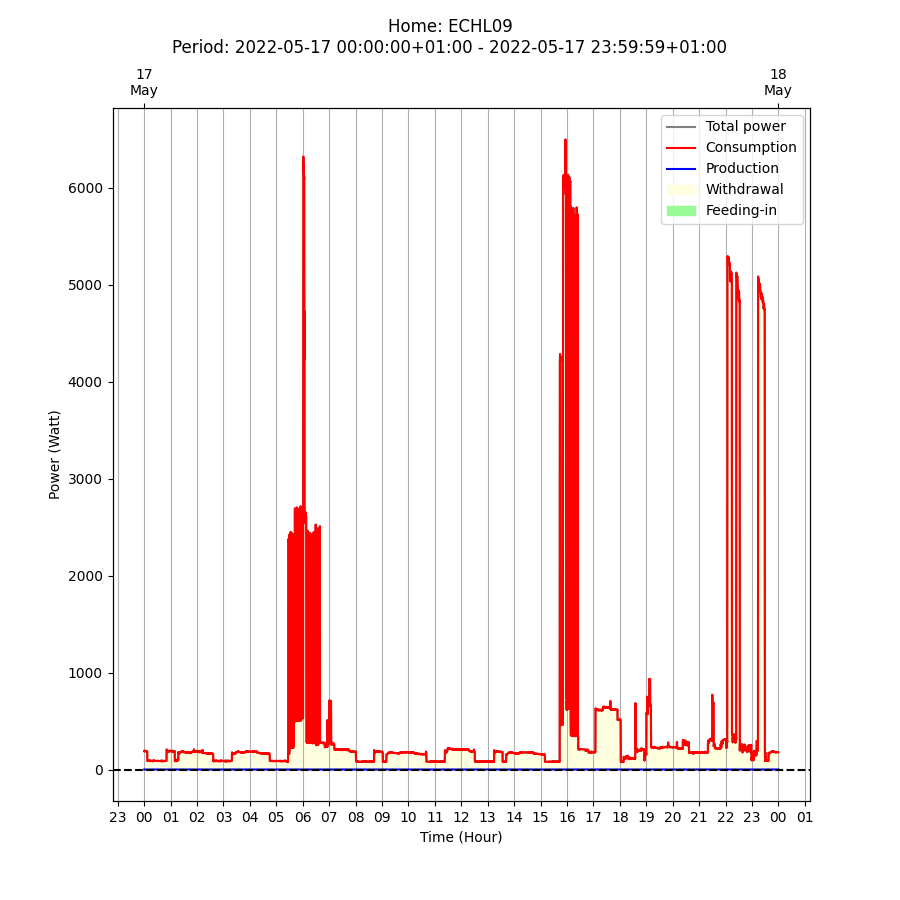 Home: ECHL09
Period: 2022-05-17 00:00:00+01:00 - 2022-05-17 23:59:59+01:00
17 18
May May
Total power
Consumption
Production
Withdrawal
Feeding-in
Power (Watt)
6000
5000
4000
3000
2000
1000
0
23 00 01 02 03 04 05 06 07 08 09 10 11 12 13 14 15 16 17 18 19 20 21 22 23 00 01
Time (Hour)